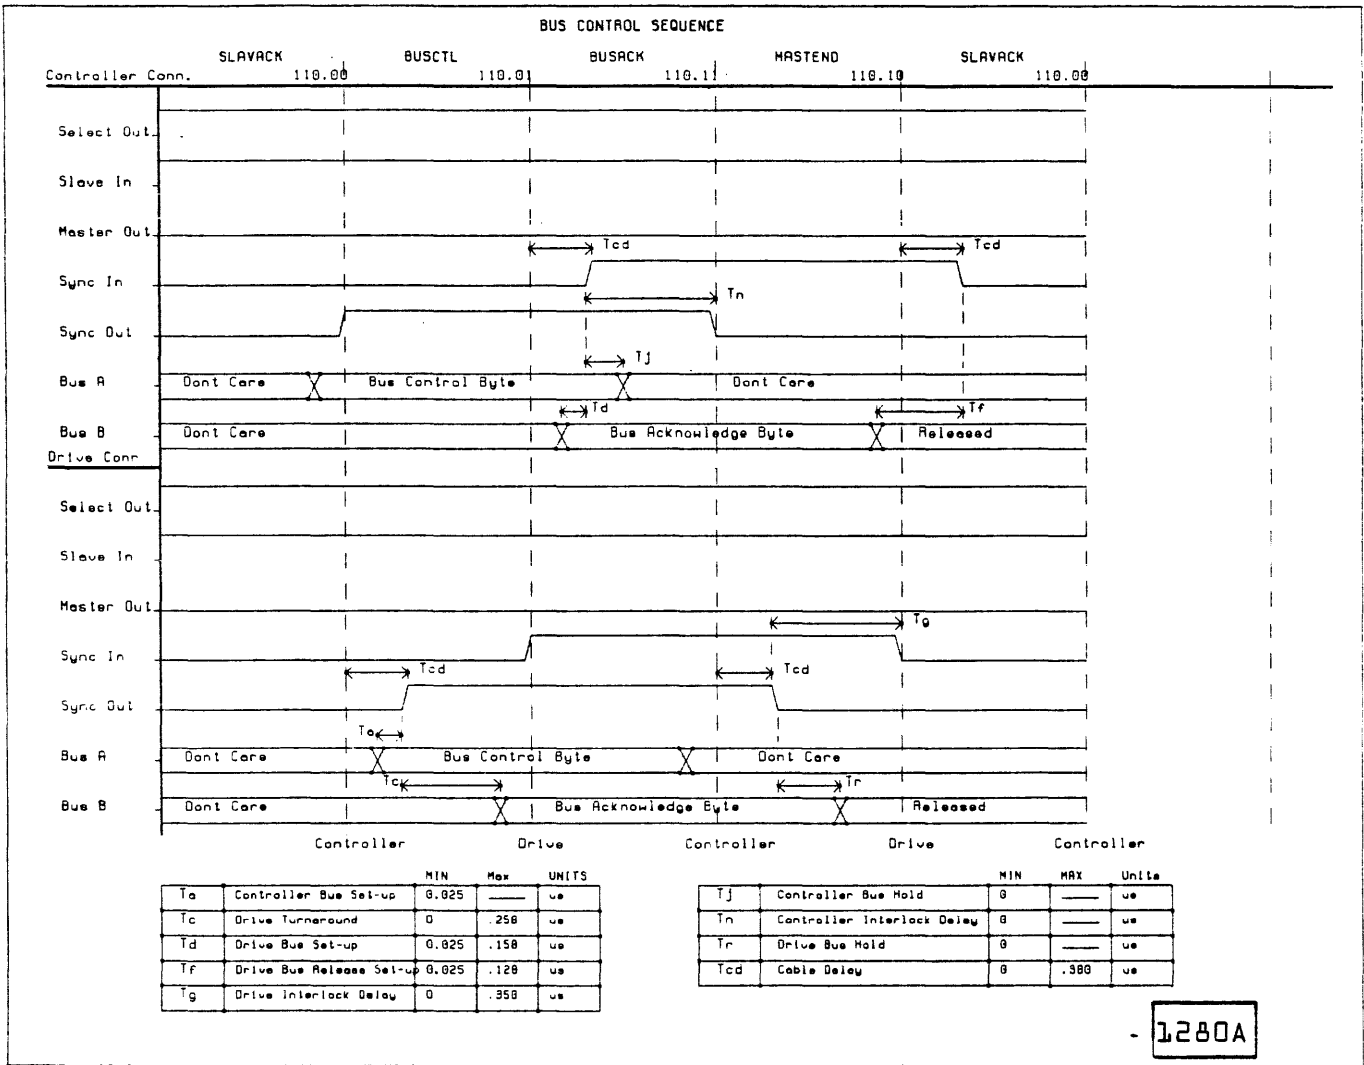 BUS CONTROL SEQUENCE
SLAVACK BUSCTL BUSACK MASTEND SLAVACK
Controller Conn. 110.00 110.01 110.11 110.10 110.00
Select Out
Slave In
Master Out
Tcd Tcd
Sync In
Tn
Sync Out
Tj
Bus A Dont Care Bus Control Byte Dont Care
Td Tf
Bus B Dont Care Bus Acknowledge Byte Released
Drive Conn
Select Out
Slave In
Master Out
Tg
Sync In
Tcd Tcd
Sync Out
Ta
Bus A Dont Care Bus Control Byte Dont Care
Tc Tr
Bus B Dont Care Bus Acknowledge Byte Released
Controller Drive Controller Drive Controller
MIN Max UNITS
Ta Controller Bus Set-up 0.025 us
Tc Drive Turnaround 0 .250 us
Td Drive Bus Set-up 0.025 .150 us
Tf Drive Bus Release Set-up 0.025 .120 us
Tg Drive Interlock Delay 0 .350 us
MIN MAX Units
Tj Controller Bus Hold 0 us
Tn Controller Interlock Delay 0 us
Tr Drive Bus Hold 0 us
Tcd Cable Delay 0 us
- 1280A